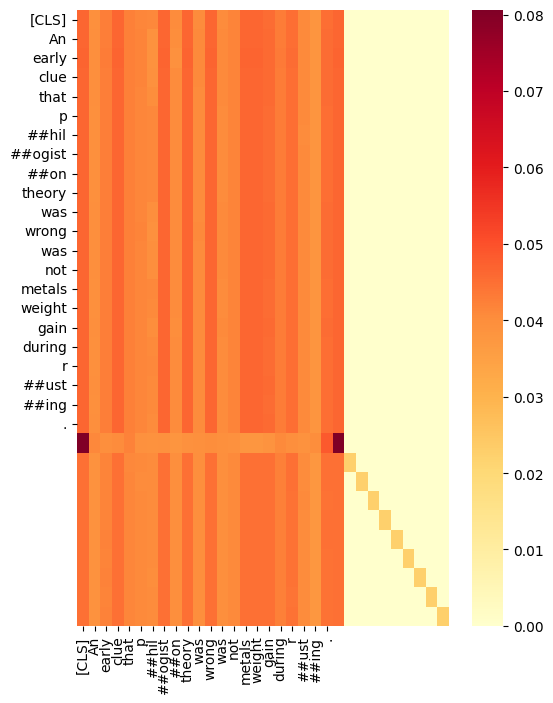 [CLS]
An
early
clue
that
p
##hil
##ogist
##on
theory
was
wrong
was
not
metals
weight
gain
during
r
##ust
##ing
.
[CLS]
An
early
clue
that
p
##hil
##ogist
##on
theory
was
wrong
was
not
metals
weight
gain
during
r
##ust
##ing
.
0.08
0.07
0.06
0.05
0.04
0.03
0.02
0.01
0.00